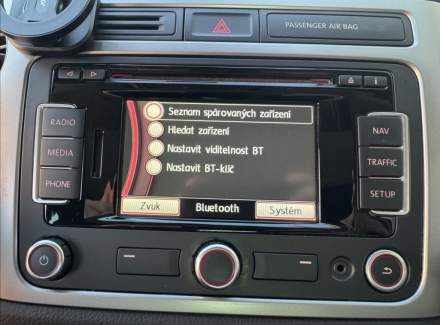 PASSENGER AIR BAG
RADIO
MEDIA
PHONE
Seznam spárovaných zařízení
Hledat zařízení
Nastavit viditelnost BT
Nastavit BT-klíč
Zvuk
Bluetooth
Systém
NAV
TRAFFIC
SETUP